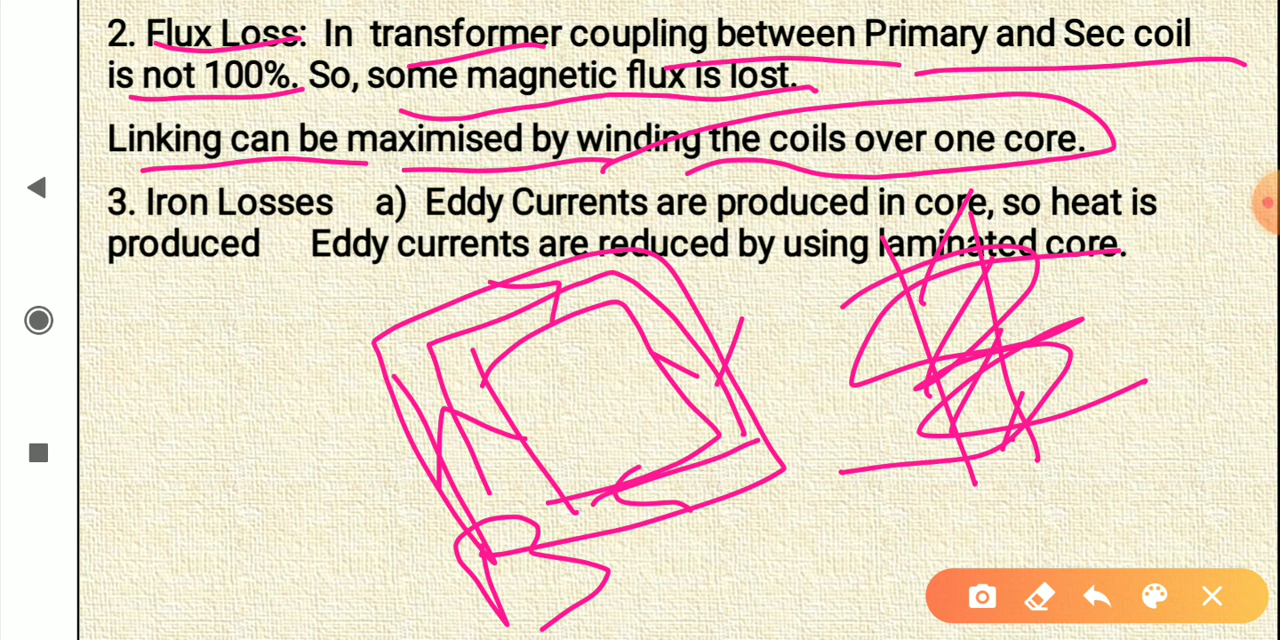 2. Flux Loss: In transformer coupling between Primary and Sec coil
is not 100%. So, some magnetic flux is lost.
Linking can be maximised by winding the coils over one core.
3. Iron Losses a) Eddy Currents are produced in core, so heat is
produced Eddy currents are reduced by using laminated core.